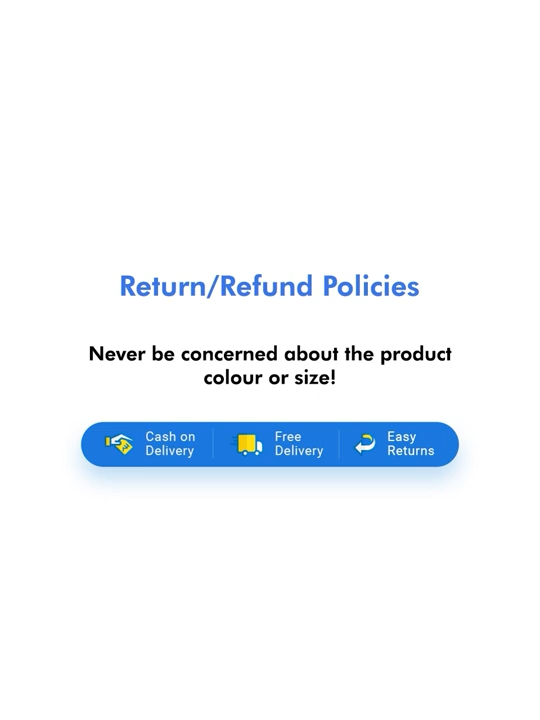 Return/Refund Policies
Never be concerned about the product
colour or size!
Cash on
Delivery
Free
Delivery
Easy
Returns